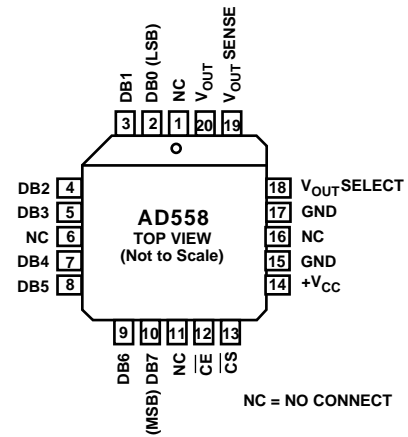 DB1
DB0 (LSB)
NC
VOUT
VOUT SENSE
3 2 1 20 19
DB2 4
DB3 5
NC 6
DB4 7
DB5 8
AD558
TOP VIEW
(Not to Scale)
18 VOUT SELECT
17 GND
16 NC
15 GND
14 +VCC
9 10 11 12 13
DB6
(MSB) DB7
NC
CE
CS
NC = NO CONNECT